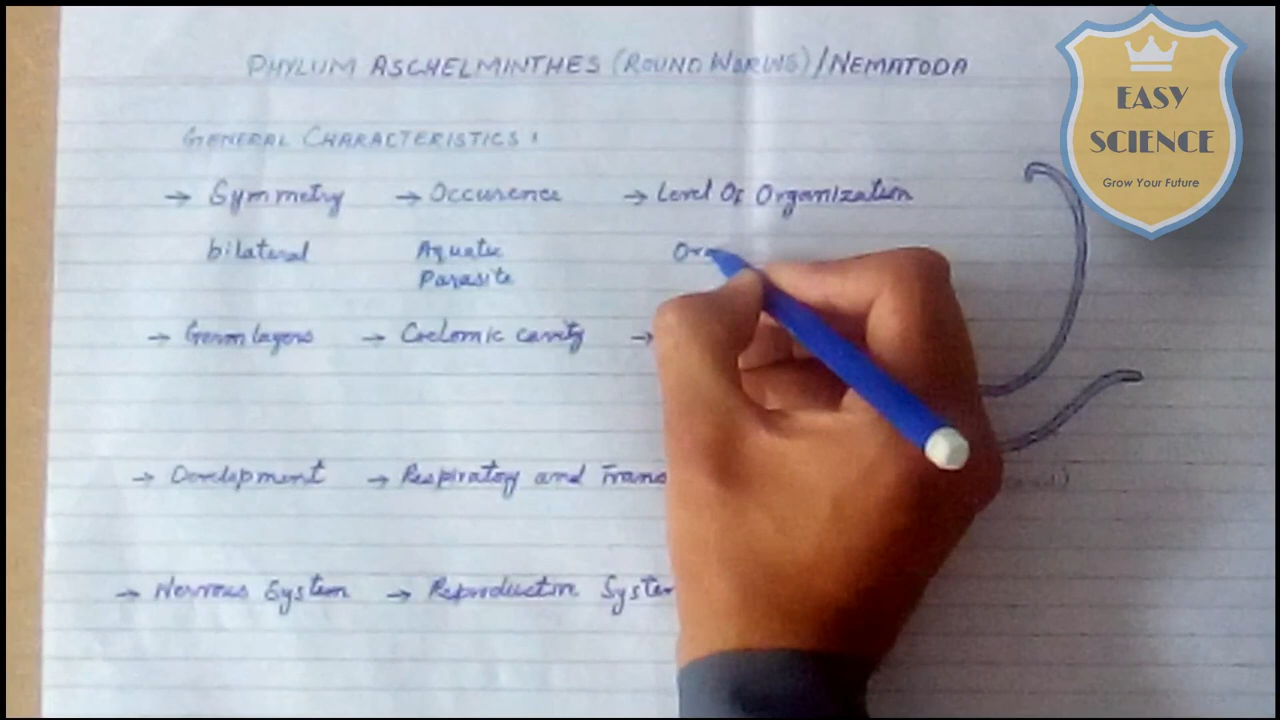 PHYLUM ASCHELMINTHES (ROUND WORMS)/NEMATODA
GENERAL CHARACTERISTICS:
→ Symmetry → Occurence → Level Of Organization
bilateral Aquatic Or
Parasite
→ Germ layers → Coelomic cavity →
→ Development → Respiratory and Trans
→ Nervous System → Reproduction System
EASY
SCIENCE
Grow Your Future